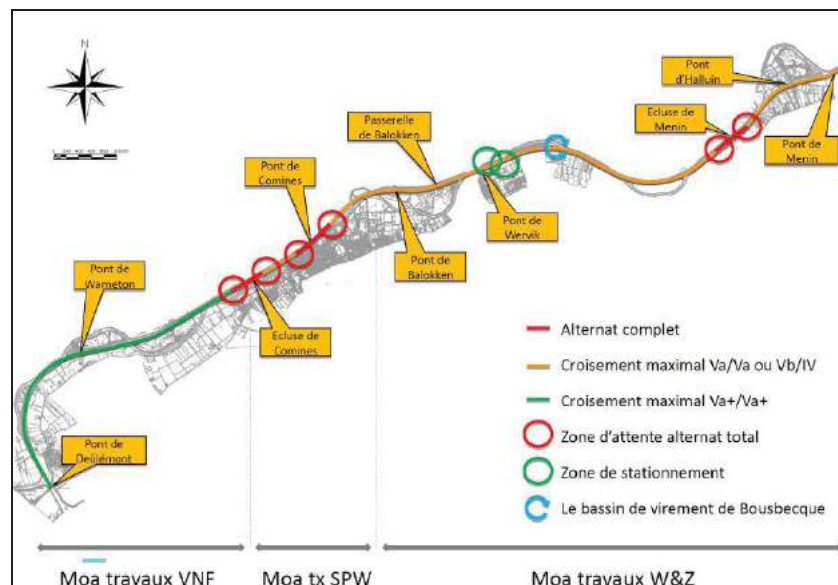 N
Pont
d'Halluin
Ecluse de
Menin
Pont de
Menin
Passerelle
de Balokken
Pont de
Comines
Pont de
Wervik
Pont de
Balokken
Pont de
Warneton
Ecluse de
Comines
Pont de
Deûlémont
Alternat complet
Croisement maximal Va/Va ou Vb/IV
Croisement maximal Va+/Va+
Zone d'attente alternat total
Zone de stationnement
Le bassin de virement de Bousbecque
Moa travaux VNF
Moa tx SPW
Moa travaux W&Z